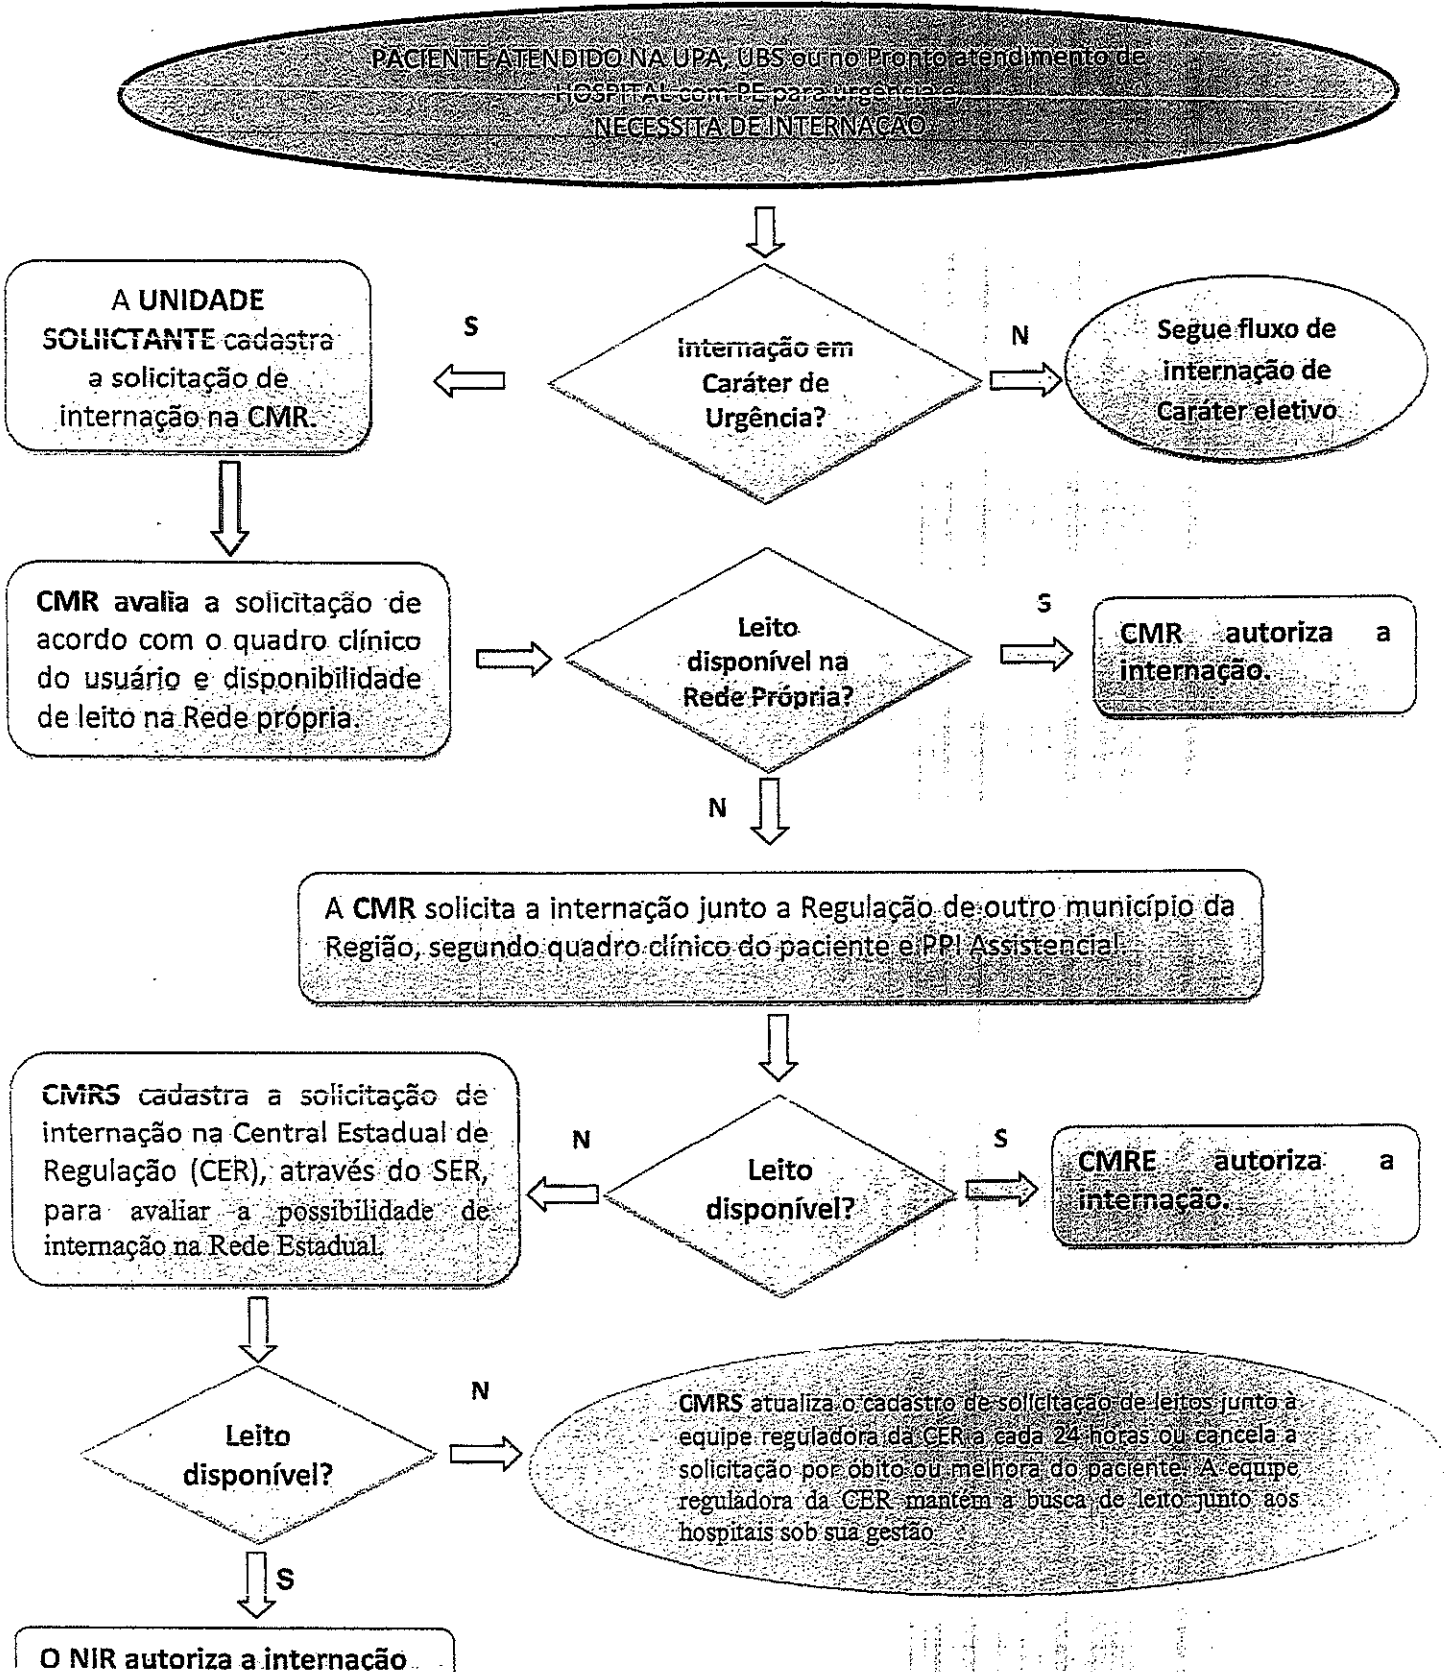 PACIENTE ATENDIDO NA UPA, UBS ou no Pronto atendimento de
HOSPITAL com PE para urgência e,
NECESSITA DE INTERNAÇÃO
A UNIDADE
SOLIICTANTE cadastra
a solicitação de
internação na CMR.
S
Internação em
Caráter de
Urgência?
N
Segue fluxo de
internação de
Caráter eletivo
CMR avalia a solicitação de
acordo com o quadro clínico
do usuário e disponibilidade
de leito na Rede própria.
Leito
disponível na
Rede Própria?
S
CMR autoriza a
internação.
N
A CMR solicita a internação junto a Regulação de outro município da
Região, segundo quadro clínico do paciente e PPI Assistencial
CMRS cadastra a solicitação de
internação na Central Estadual de
Regulação (CER), através do SER,
para avaliar a possibilidade de
internação na Rede Estadual.
N
Leito
disponível?
S
CMRE autoriza a
internação.
Leito
disponível?
N
CMRS atualiza o cadastro de solicitação de leitos junto à
equipe reguladora da CER a cada 24 horas ou cancela a
solicitação por óbito ou melhora do paciente. A equipe
reguladora da CER mantém a busca de leito junto aos
hospitais sob sua gestão
S
O NIR autoriza a internação